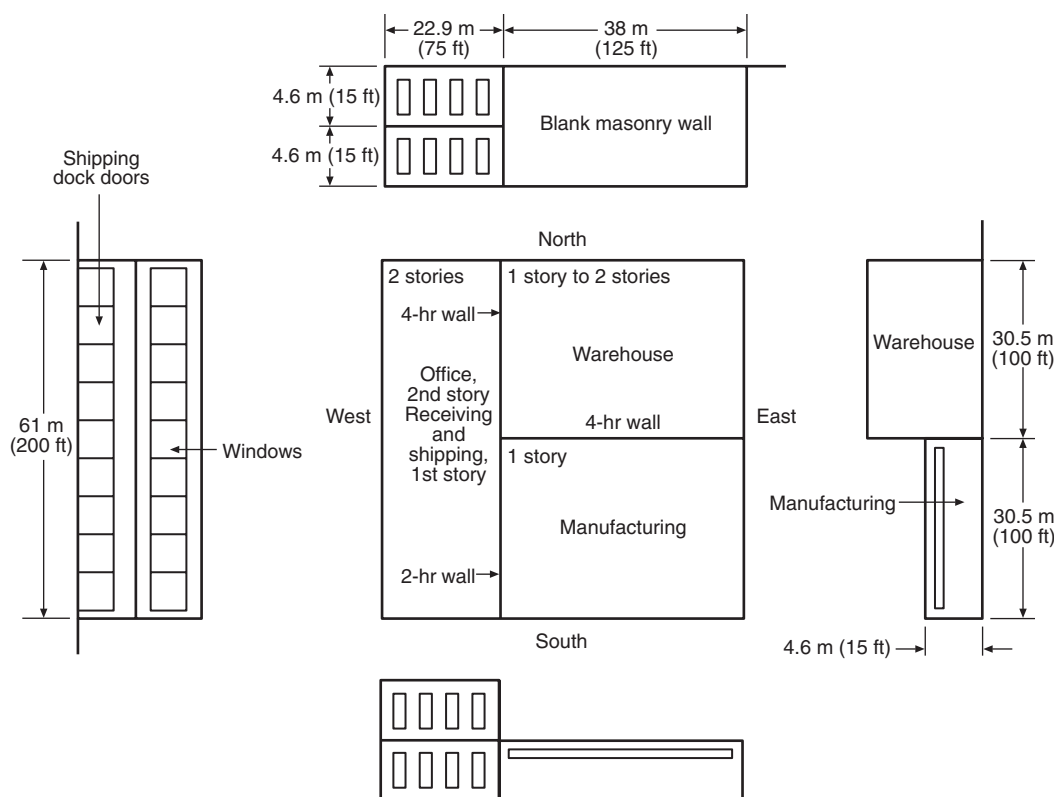 22.9 m
(75 ft)
38 m
(125 ft)
4.6 m (15 ft)
4.6 m (15 ft)
Blank masonry wall
Shipping
dock doors
61 m
(200 ft)
Windows
North
2 stories
1 story to 2 stories
4-hr wall
Warehouse
Office,
2nd story
Receiving
and
shipping,
1st story
West
4-hr wall
East
1 story
Manufacturing
2-hr wall
South
Warehouse
30.5 m
(100 ft)
Manufacturing
30.5 m
(100 ft)
4.6 m (15 ft)